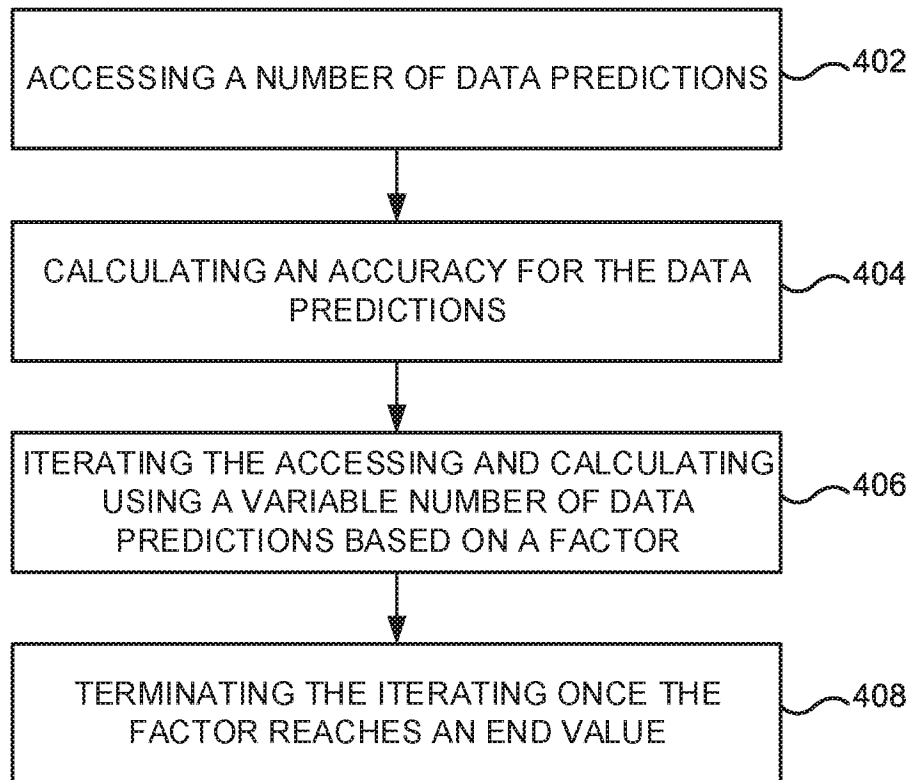 ACCESSING A NUMBER OF DATA PREDICTIONS
402
CALCULATING AN ACCURACY FOR THE DATA
PREDICTIONS
404
ITERATING THE ACCESSING AND CALCULATING
USING A VARIABLE NUMBER OF DATA
PREDICTIONS BASED ON A FACTOR
406
TERMINATING THE ITERATING ONCE THE
FACTOR REACHES AN END VALUE
408